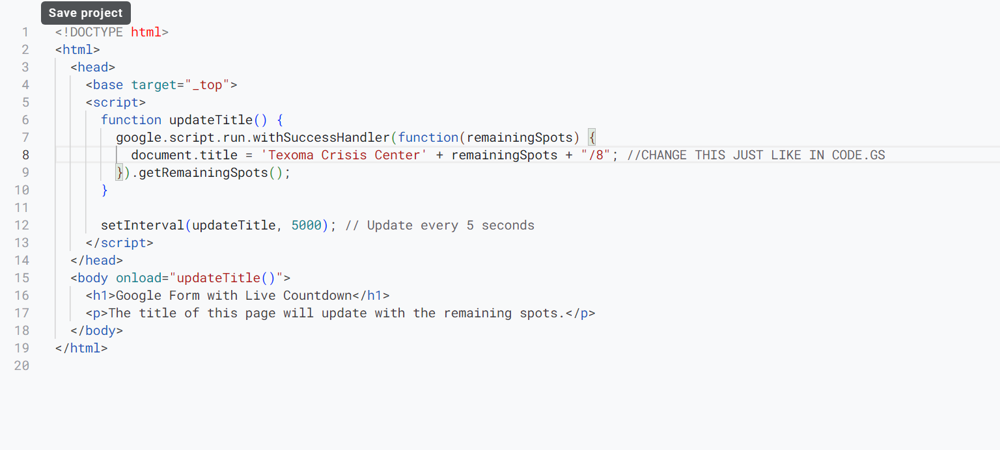 Save project
1 <!DOCTYPE html>
2 <html>
3 <head>
4 <base target="_top">
5 <script>
6 function updateTitle() {
7 google.script.run.withSuccessHandler(function(remainingSpots) {
8 document.title = 'Texoma Crisis Center' + remainingSpots + "/8"; //CHANGE THIS JUST LIKE IN CODE.GS
9 }).getRemainingSpots();
10 }
11
12 setInterval(updateTitle, 5000); // Update every 5 seconds
13 </script>
14 </head>
15 <body onload="updateTitle()">
16 <h1>Google Form with Live Countdown</h1>
17 <p>The title of this page will update with the remaining spots.</p>
18 </body>
19 </html>
20